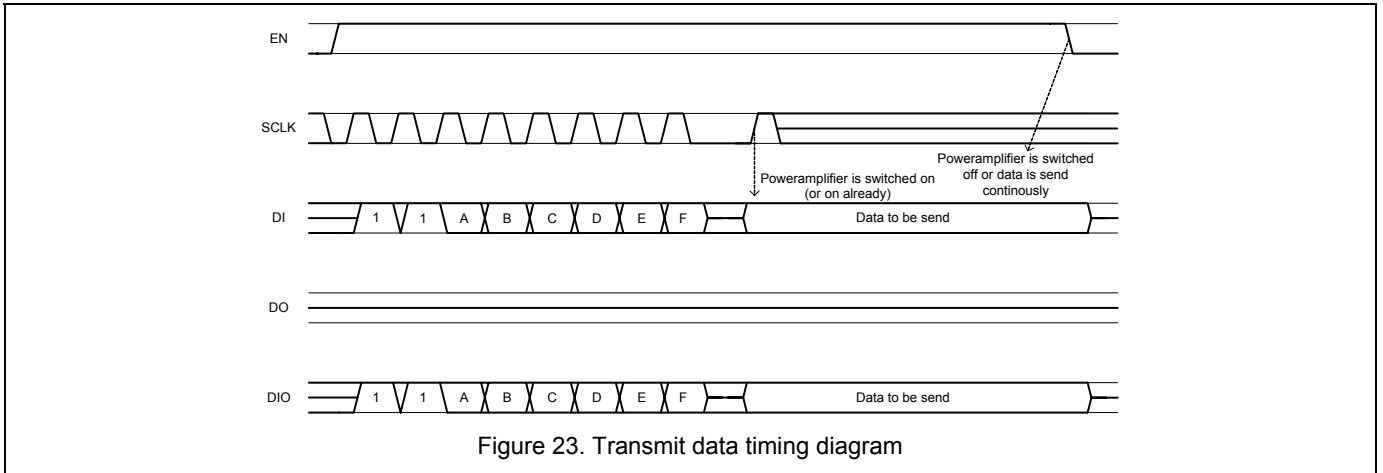 EN
SCLK
Poweramplifier is switched on
(or on already)
Poweramplifier is switched
off or data is send
continously
DI
1 1 A B C D E F Data to be send
DO
DIO
1 1 A B C D E F Data to be send
Figure 23. Transmit data timing diagram